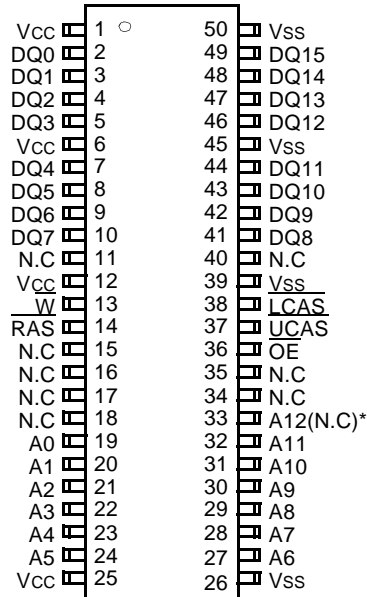 VCC 1 50 VSS
DQ0 2 49 DQ15
DQ1 3 48 DQ14
DQ2 4 47 DQ13
DQ3 5 46 DQ12
VCC 6 45 VSS
DQ4 7 44 DQ11
DQ5 8 43 DQ10
DQ6 9 42 DQ9
DQ7 10 41 DQ8
N.C 11 40 N.C
VCC 12 39 VSS
W 13 38 LCAS
RAS 14 37 UCAS
N.C 15 36 OE
N.C 16 35 N.C
N.C 17 34 N.C
N.C 18 33 A12(N.C)*
A0 19 32 A11
A1 20 31 A10
A2 21 30 A9
A3 22 29 A8
A4 23 28 A7
A5 24 27 A6
VCC 25 26 VSS